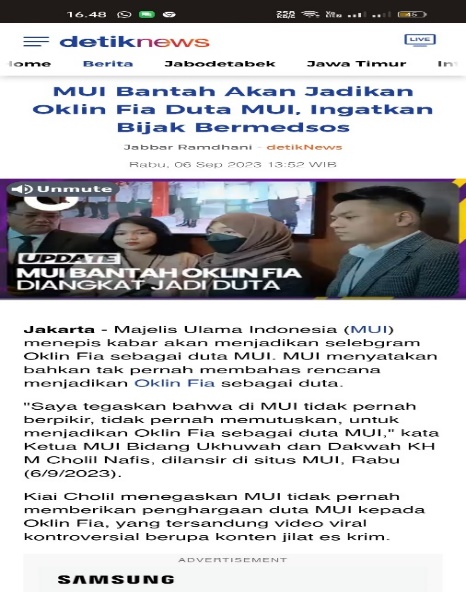 16.48
detiknews
LIVE
ome Berita Jabodetabek Jawa Timur Int
MUI Bantah Akan Jadikan
Oklin Fia Duta MUI, Ingatkan
Bijak Bermedsos
Jabbar Ramdhani - detikNews
Rabu, 06 Sep 2023 13:52 WIB
Unmute
UPDATE
MUI BANTAH OKLIN FIA
DIANGKAT JADI DUTA
Jakarta - Majelis Ulama Indonesia (MUI)
menepis kabar akan menjadikan selebgram
Oklin Fia sebagai duta MUI. MUI menyatakan
bahkan tak pernah membahas rencana
menjadikan Oklin Fia sebagai duta.
"Saya tegaskan bahwa di MUI tidak pernah
berpikir, tidak pernah memutuskan, untuk
menjadikan Oklin Fia sebagai duta MUI," kata
Ketua MUI Bidang Ukhuwah dan Dakwah KH
M Cholil Nafis, dilansir di situs MUI, Rabu
(6/9/2023).
Kiai Cholil menegaskan MUI tidak pernah
memberikan penghargaan duta MUI kepada
Oklin Fia, yang tersandung video viral
kontroversial berupa konten jilat es krim.
ADVERTISEMENT
SAMSUNG